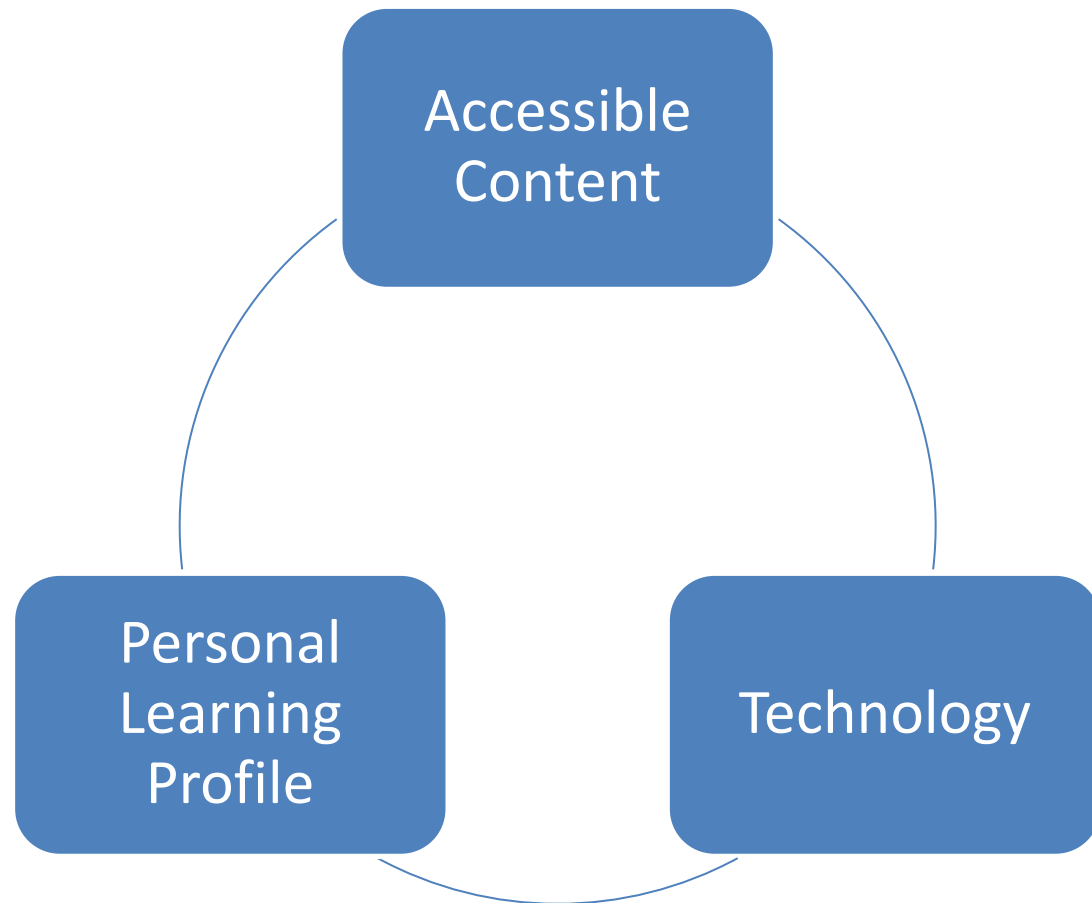 Accessible
Content
Personal
Learning
Profile
Technology